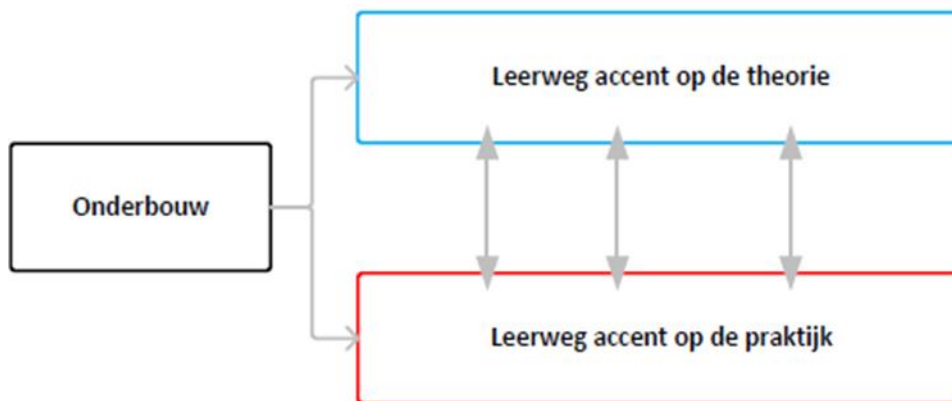 Leerweg accent op de theorie
Onderbouw
Leerweg accent op de praktijk